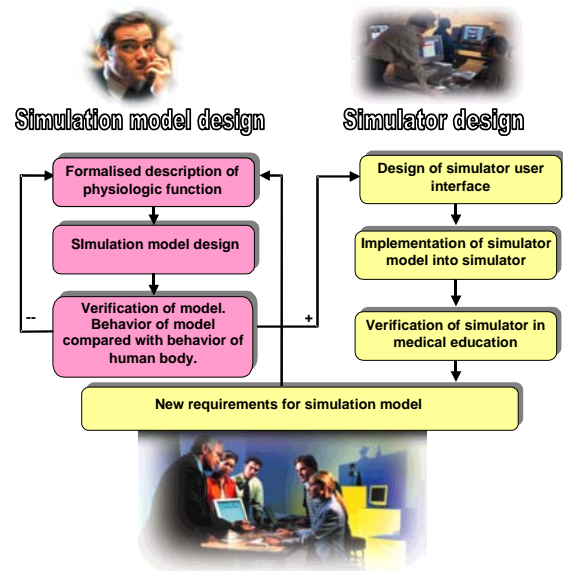 Simulation model design
Simulator design
Formalised description of
physiologic function
SImulation model design
Verification of model.
Behavior of model
compared with behavior of
human body.
--
+
Design of simulator user
interface
Implementation of simulator
model into simulator
Verification of simulator in
medical education
New requirements for simulation model